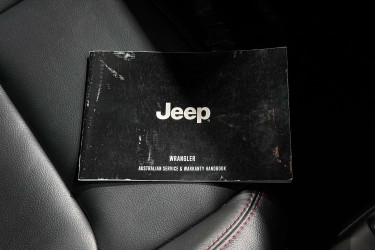 Jeep
WRANGLER
AUSTRALIAN SERVICE & WARRANTY HANDBOOK